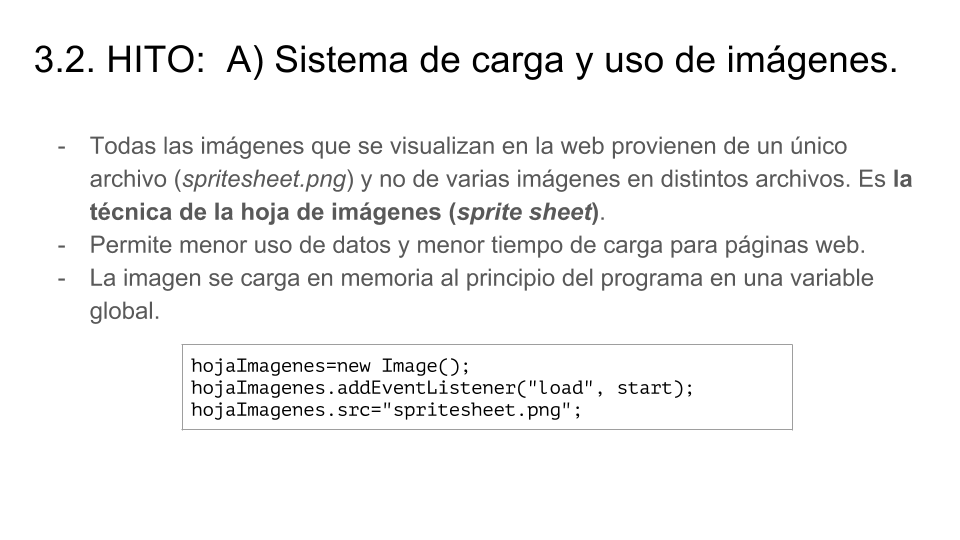 3.2. HITO:  A) Sistema de carga y uso de imágenes.
- Todas las imágenes que se visualizan en la web provienen de un único
archivo (spritesheet.png) y no de varias imágenes en distintos archivos. Es la
técnica de la hoja de imágenes (sprite sheet).
- Permite menor uso de datos y menor tiempo de carga para páginas web.
- La imagen se carga en memoria al principio del programa en una variable
global.
hojaImagenes=new Image();
hojaImagenes.addEventListener("load", start);
hojaImagenes.src="spritesheet.png";